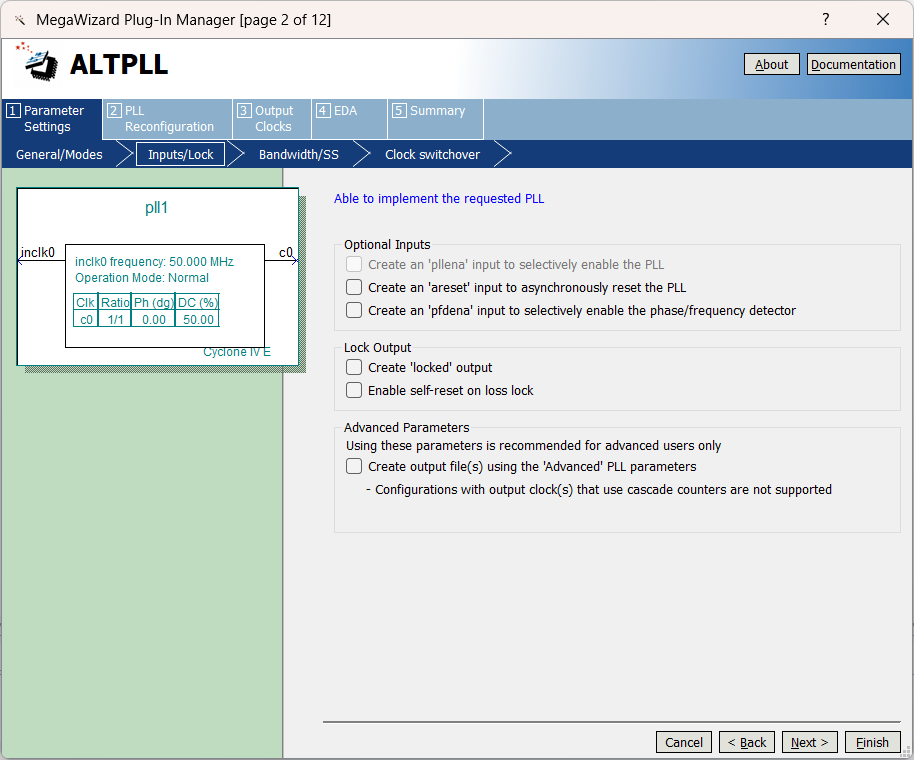 MegaWizard Plug-In Manager [page 2 of 12]
?
ALTPLL
About
Documentation
1 Parameter Settings
2 PLL Reconfiguration
3 Output Clocks
4 EDA
5 Summary
General/Modes
Inputs/Lock
Bandwidth/SS
Clock switchover
pll1
inclk0
c0
inclk0 frequency: 50.000 MHz
Operation Mode: Normal
Clk Ratio Ph (dg) DC (%)
c0 1/1 0.00 50.00
Cyclone IV E
Able to implement the requested PLL
Optional Inputs
Create an 'pllena' input to selectively enable the PLL
Create an 'areset' input to asynchronously reset the PLL
Create an 'pfdena' input to selectively enable the phase/frequency detector
Lock Output
Create 'locked' output
Enable self-reset on loss lock
Advanced Parameters
Using these parameters is recommended for advanced users only
Create output file(s) using the 'Advanced' PLL parameters
- Configurations with output clock(s) that use cascade counters are not supported
Cancel
< Back
Next >
Finish